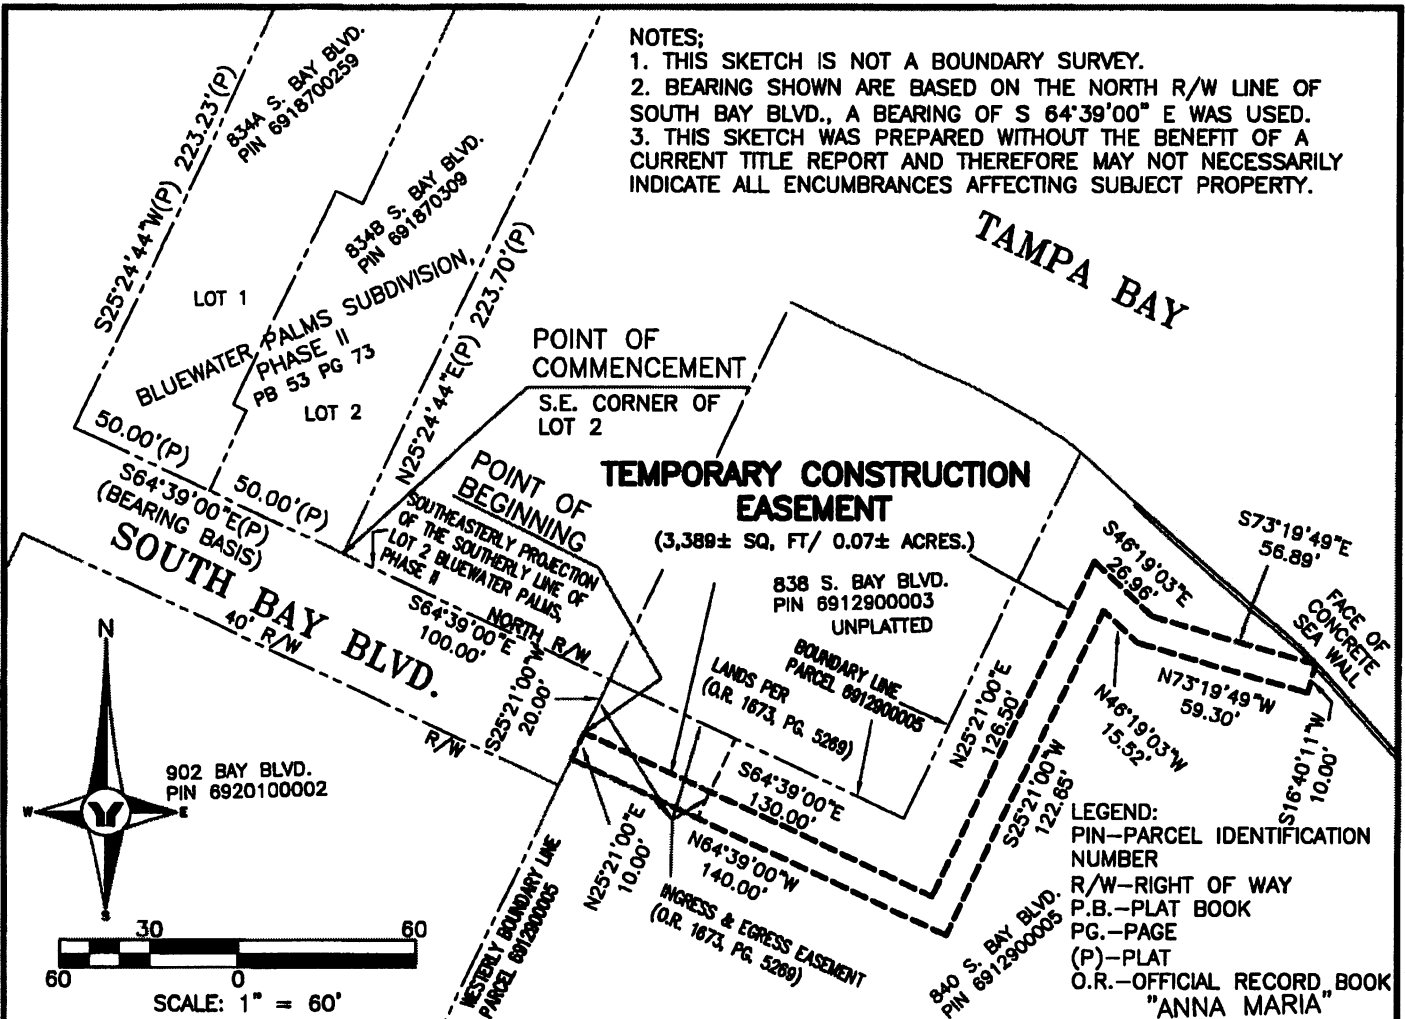 NOTES;
1. THIS SKETCH IS NOT A BOUNDARY SURVEY.
2. BEARING SHOWN ARE BASED ON THE NORTH R/W LINE OF
SOUTH BAY BLVD., A BEARING OF S 64°39'00" E WAS USED.
3. THIS SKETCH WAS PREPARED WITHOUT THE BENEFIT OF A
CURRENT TITLE REPORT AND THEREFORE MAY NOT NECESSARILY
INDICATE ALL ENCUMBRANCES AFFECTING SUBJECT PROPERTY.
S25°24'44"W(P) 223.23'(P)
834A S. BAY BLVD.
PIN 6918700259
834B S. BAY BLVD.
PIN 691870309
TAMPA BAY
LOT 1
BLUEWATER PALMS SUBDIVISION,
PHASE II
PB 53 PG 73
LOT 2
N25°24'44"E(P) 223.70'(P)
POINT OF
COMMENCEMENT
S.E. CORNER OF
LOT 2
50.00'(P)
50.00'(P)
S64°39'00"E(P)
(BEARING BASIS)
SOUTH BAY BLVD.
40' R/W
POINT OF
BEGINNING
SOUTHEASTERLY PROJECTION
OF THE SOUTHERLY LINE OF
LOT 2 BLUEWATER PALMS,
PHASE II
TEMPORARY CONSTRUCTION
EASEMENT
(3,389± SQ, FT/ 0.07± ACRES.)
838 S. BAY BLVD.
PIN 6912900003
UNPLATTED
S64°39'00"E
100.00'
NORTH R/W
R/W
S25°21'00"W
20.00'
LANDS PER
(O.R. 1673, PG. 5269)
BOUNDARY LINE
PARCEL 6912900005
N25°21'00"E
126.50'
S46°19'03"E
26.96'
S73°19'49"E
56.89'
FACE OF
CONCRETE
SEA WALL
N73°19'49"W
59.30'
N46°19'03"W
15.52'
S16°40'11"W
10.00'
S25°21'00"W
122.65'
S64°39'00"E
130.00'
N64°39'00"W
140.00'
N25°21'00"E
10.00'
INGRESS & EGRESS EASEMENT
(O.R. 1673, PG. 5269)
WESTERLY BOUNDARY LINE
PARCEL 6912900005
902 BAY BLVD.
PIN 6920100002
N
W
E
S
30
60
60
0
SCALE: 1" = 60'
840 S. BAY BLVD.
PIN 6912900005
LEGEND:
PIN-PARCEL IDENTIFICATION
NUMBER
R/W-RIGHT OF WAY
P.B.-PLAT BOOK
PG.-PAGE
(P)-PLAT
O.R.-OFFICIAL RECORD BOOK
"ANNA MARIA"